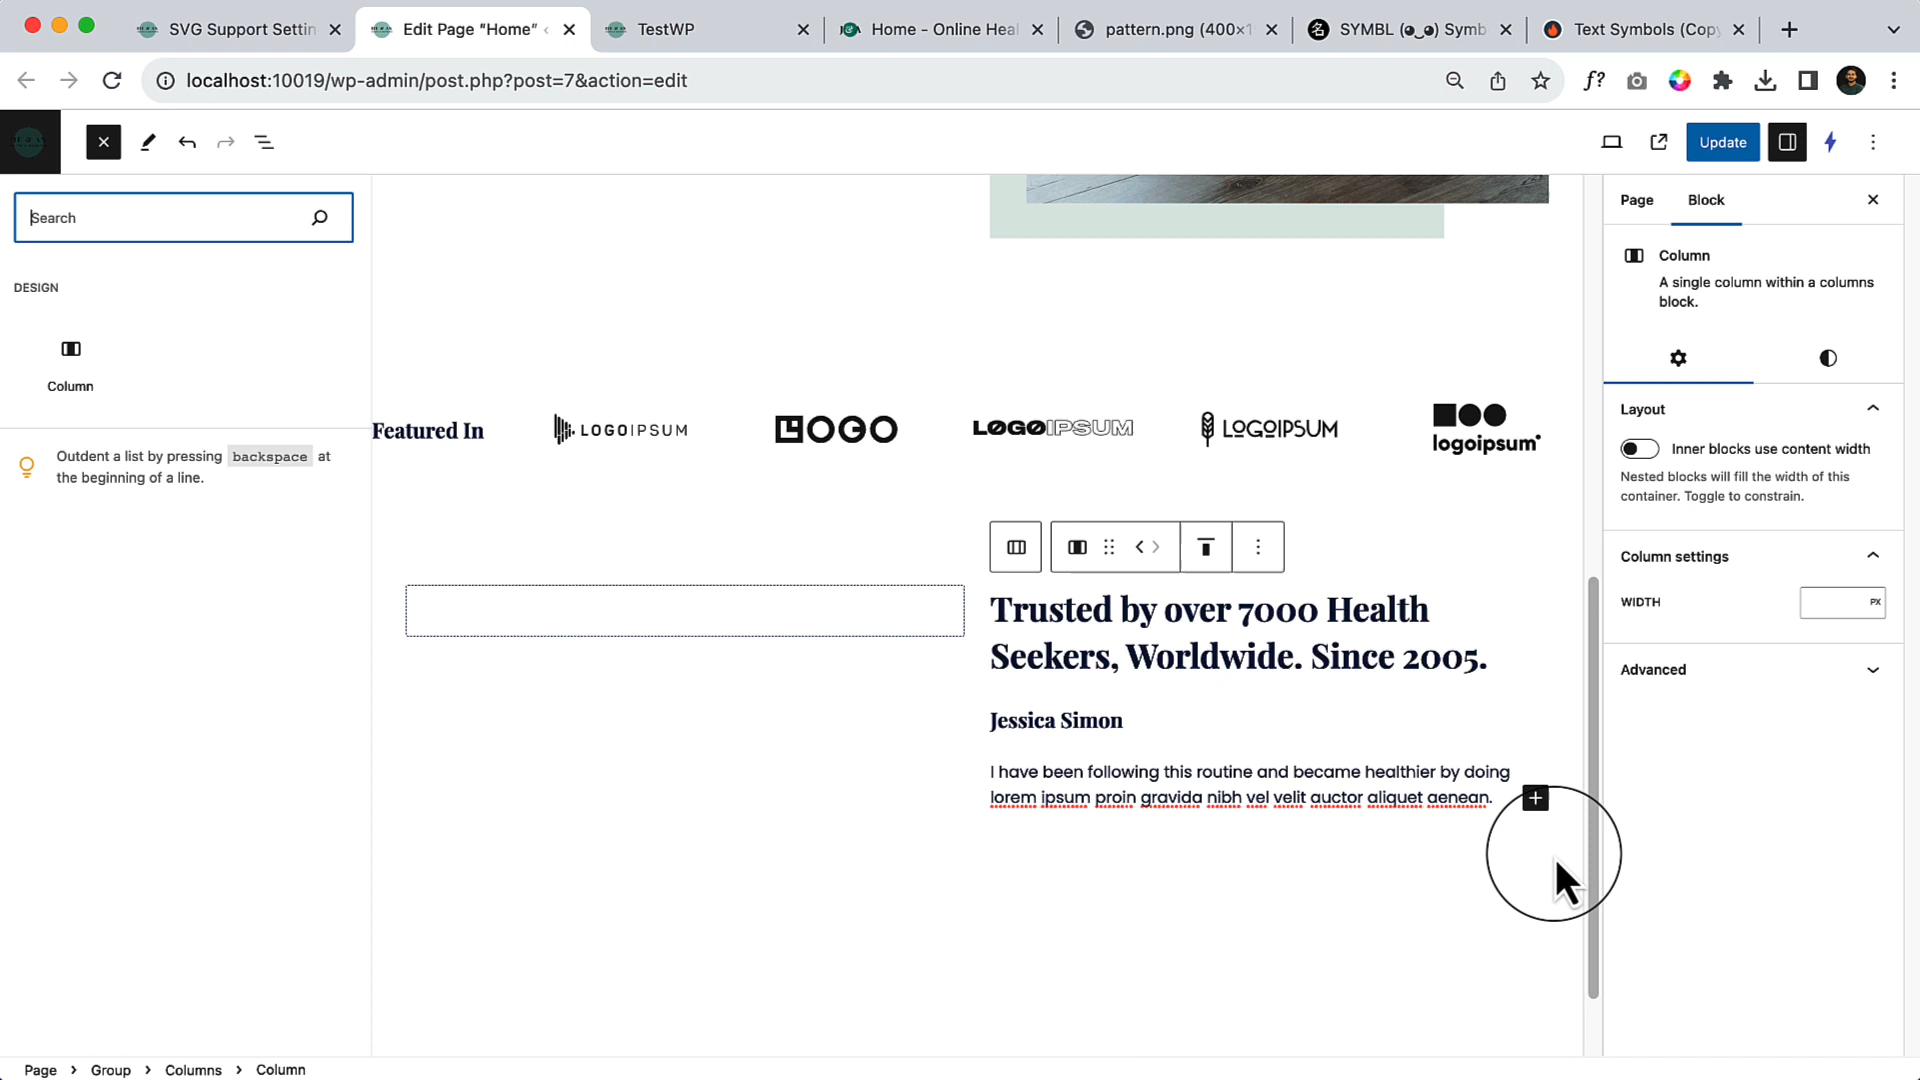 SVG Support Settin
Edit Page “Home” ‹
TestWP
Home - Online Heal
pattern.png (400×1
SYMBL (◕‿◕) Symb
Text Symbols (Copy
localhost:10019/wp-admin/post.php?post=7&action=edit
f?
Update
Search
DESIGN
Column
Outdent a list by pressing backspace at
the beginning of a line.
Featured In
LOGOIPSUM
LOGO
LOGOIPSUM
LOGOIPSUM
logoipsum
Trusted by over 7000 Health
Seekers, Worldwide. Since 2005.
Jessica Simon
I have been following this routine and became healthier by doing
lorem ipsum proin gravida nibh vel velit auctor aliquet aenean.
Page
Block
Column
A single column within a columns
block.
Layout
Inner blocks use content width
Nested blocks will fill the width of this
container. Toggle to constrain.
Column settings
WIDTH
PX
Advanced
Page > Group > Columns > Column